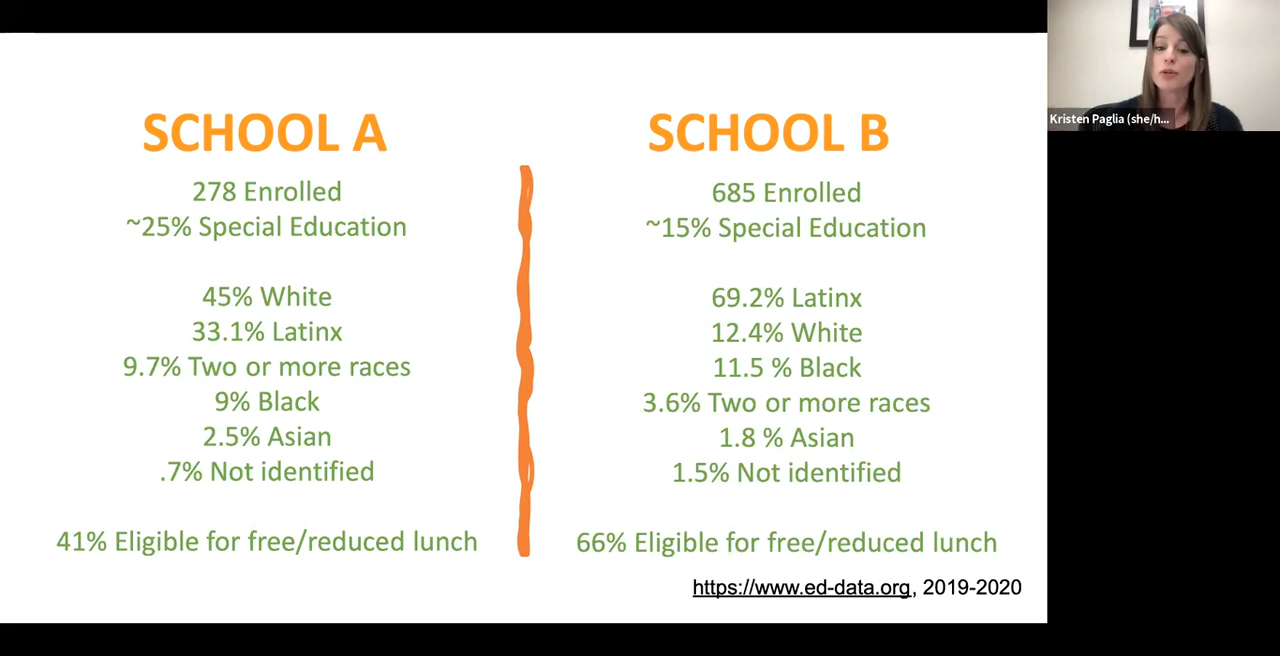 SCHOOL A
278 Enrolled
~25% Special Education
45% White
33.1% Latinx
9.7% Two or more races
9% Black
2.5% Asian
.7% Not identified
41% Eligible for free/reduced lunch
SCHOOL B
685 Enrolled
~15% Special Education
69.2% Latinx
12.4% White
11.5 % Black
3.6% Two or more races
1.8 % Asian
1.5% Not identified
66% Eligible for free/reduced lunch
https://www.ed-data.org, 2019-2020
Kristen Paglia (she/h...